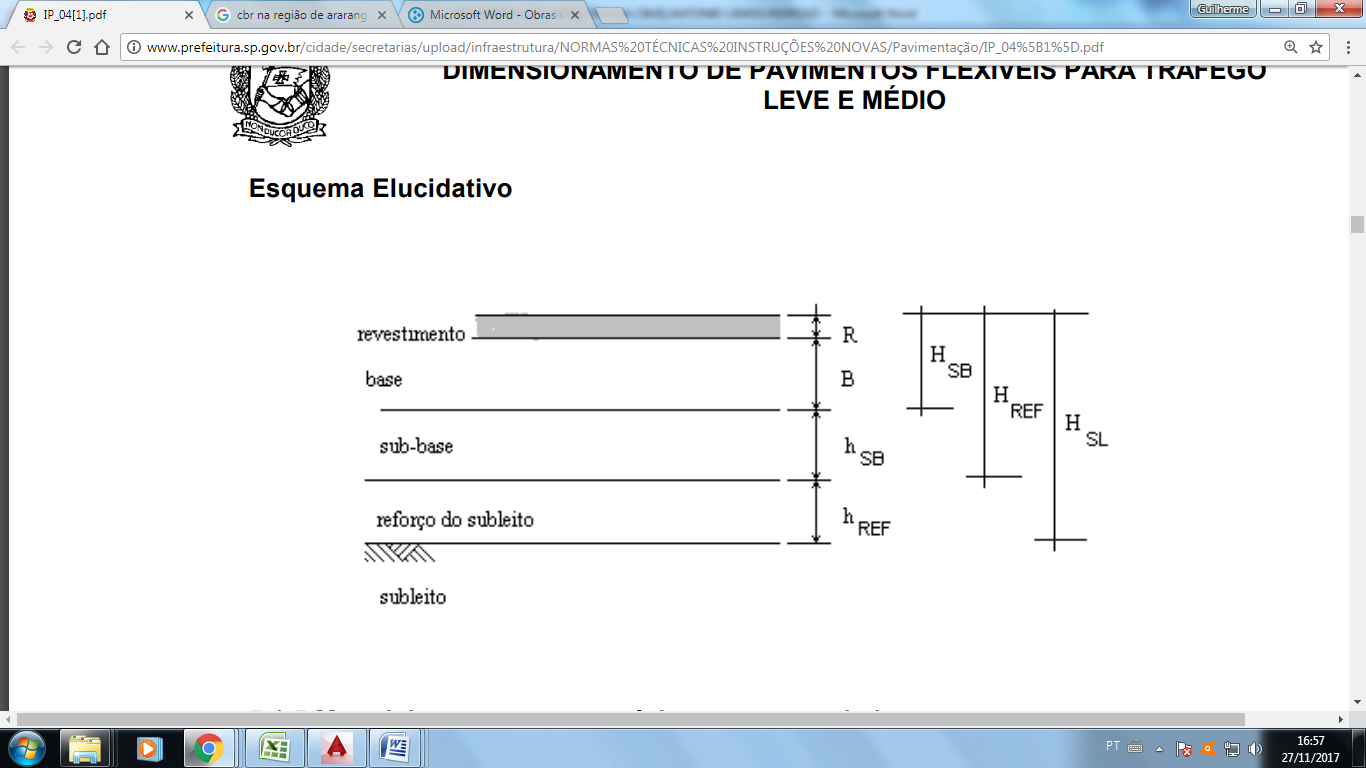 Guilherme
IP_04[1].pdf
cbr na região de ararang
Microsoft Word - Obras
www.prefeitura.sp.gov.br/cidade/secretarias/upload/infraestrutura/NORMAS%20TÉCNICAS%20INSTRUÇÕES%20NOVAS/Pavimentação/IP_04%5B1%5D.pdf
DIMENSIONAMENTO DE PAVIMENTOS FLEXÍVEIS PARA TRÁFEGO
LEVE E MÉDIO
NON DUCOR DUCO
Esquema Elucidativo
revestimento
R
base
B
H SB
H REF
H SL
sub-base
h SB
reforço do subleito
h REF
subleito
PT
16:57
27/11/2017